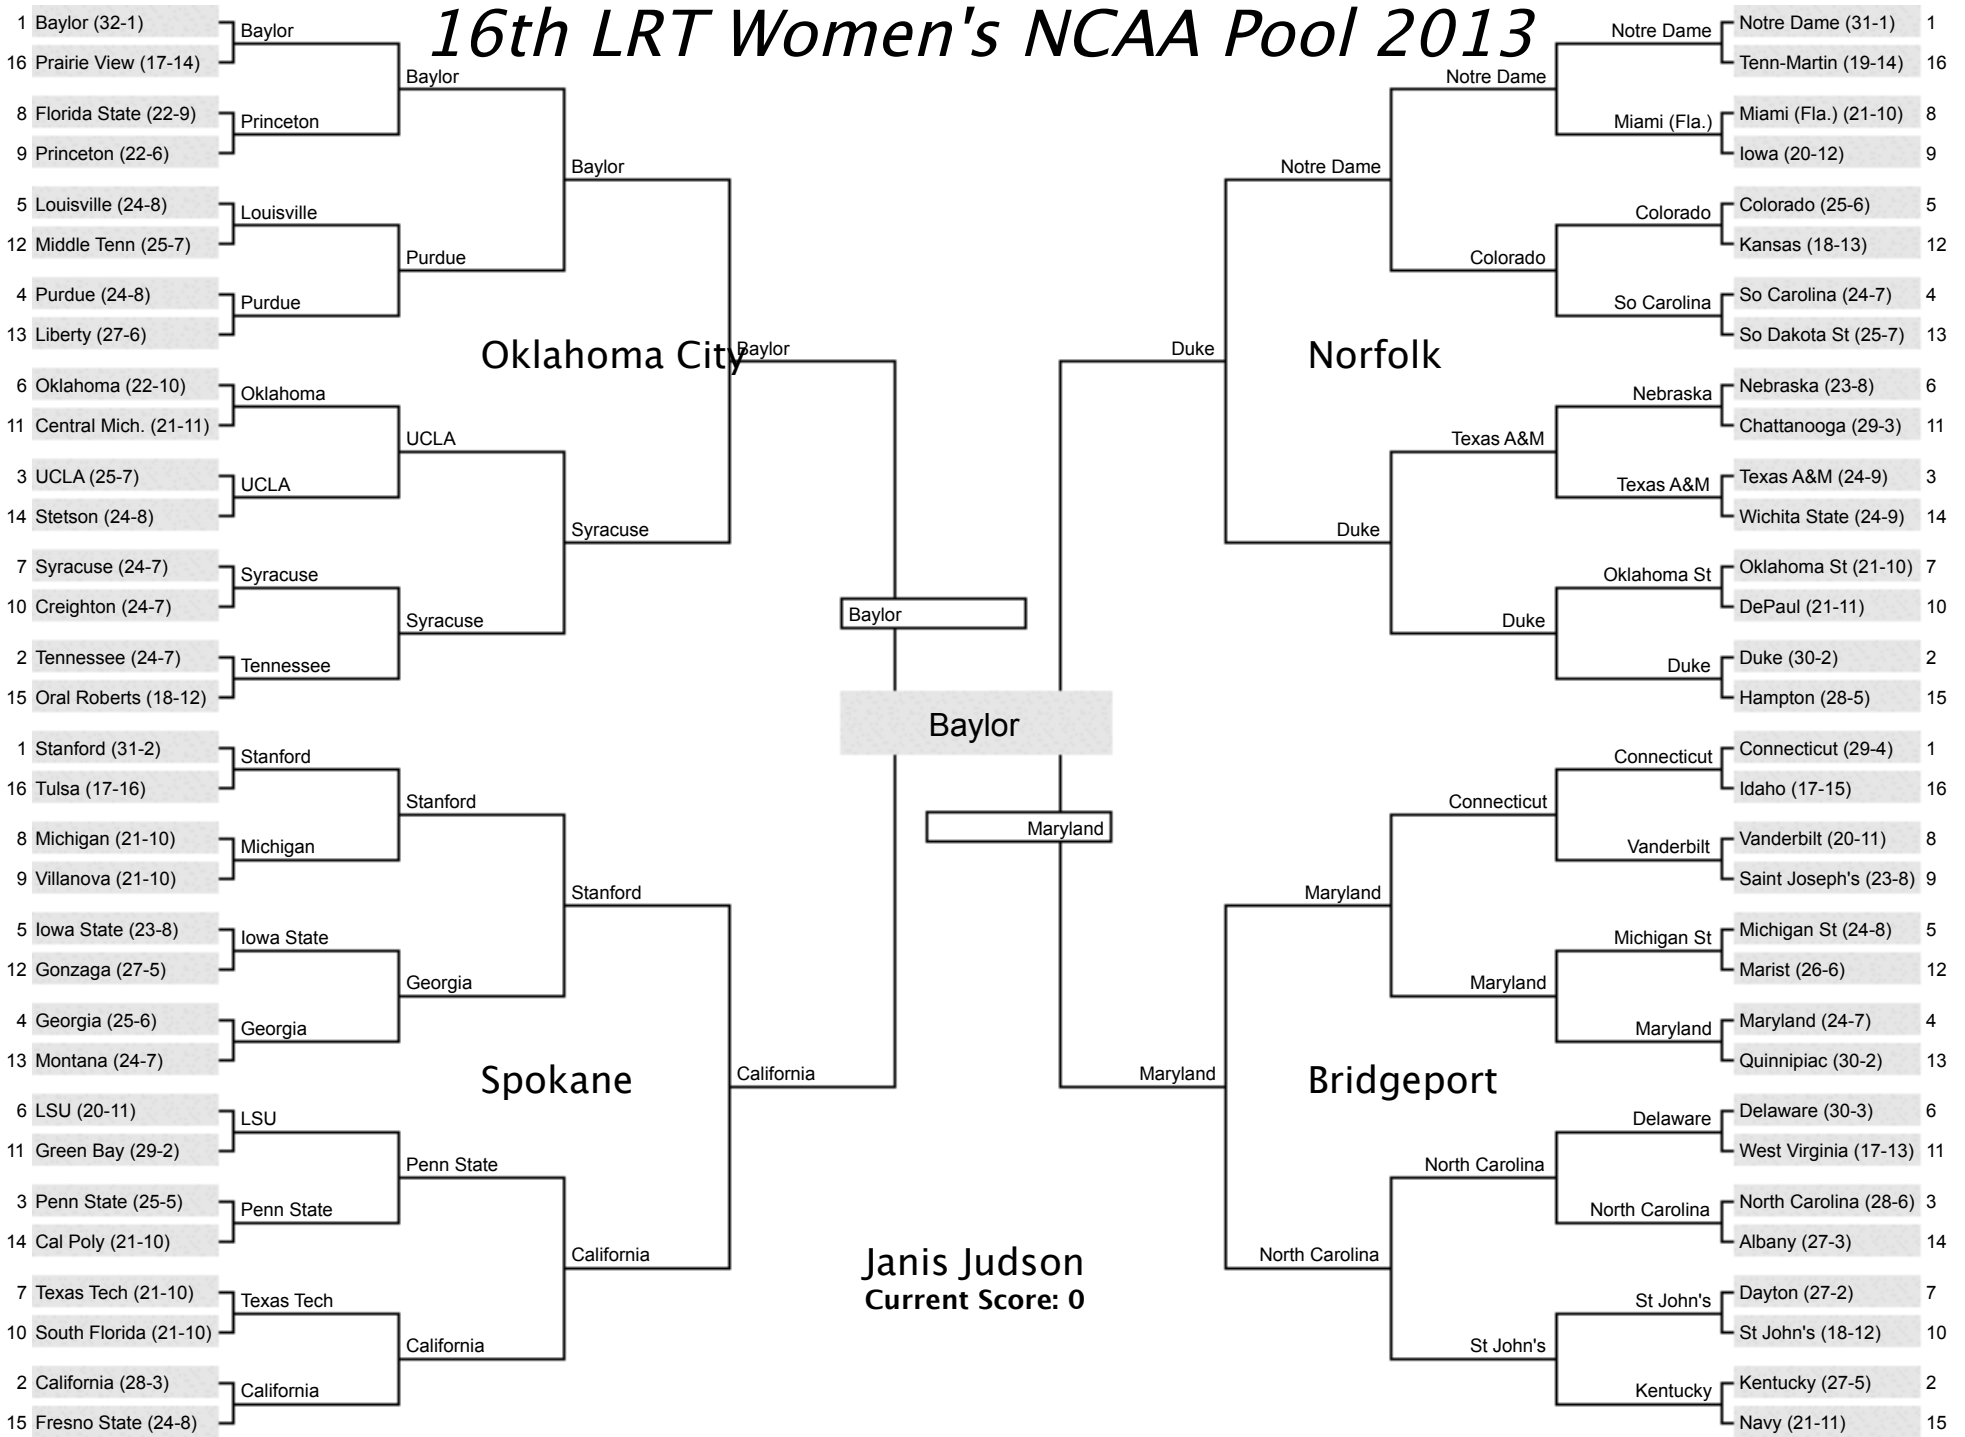 16th LRT Women's NCAA Pool 2013
1 Baylor (32-1)
16 Prairie View (17-14)
8 Florida State (22-9)
9 Princeton (22-6)
5 Louisville (24-8)
12 Middle Tenn (25-7)
4 Purdue (24-8)
13 Liberty (27-6)
6 Oklahoma (22-10)
11 Central Mich. (21-11)
3 UCLA (25-7)
14 Stetson (24-8)
7 Syracuse (24-7)
10 Creighton (24-7)
2 Tennessee (24-7)
15 Oral Roberts (18-12)
1 Stanford (31-2)
16 Tulsa (17-16)
8 Michigan (21-10)
9 Villanova (21-10)
5 Iowa State (23-8)
12 Gonzaga (27-5)
4 Georgia (25-6)
13 Montana (24-7)
6 LSU (20-11)
11 Green Bay (29-2)
3 Penn State (25-5)
14 Cal Poly (21-10)
7 Texas Tech (21-10)
10 South Florida (21-10)
2 California (28-3)
15 Fresno State (24-8)
Baylor
Princeton
Louisville
Purdue
Oklahoma
UCLA
Syracuse
Tennessee
Stanford
Michigan
Iowa State
Georgia
LSU
Penn State
Texas Tech
California
Baylor
Purdue
UCLA
Syracuse
Stanford
Georgia
Penn State
California
Baylor
Syracuse
Stanford
California
Oklahoma City
Spokane
Baylor
California
Baylor
Baylor
Maryland
Janis Judson
Current Score: 0
Duke
Maryland
Norfolk
Bridgeport
Notre Dame
Duke
Maryland
North Carolina
Notre Dame
Colorado
Texas A&M
Duke
Connecticut
Maryland
North Carolina
St John's
Notre Dame
Miami (Fla.)
Colorado
So Carolina
Nebraska
Texas A&M
Oklahoma St
Duke
Connecticut
Vanderbilt
Michigan St
Maryland
Delaware
North Carolina
St John's
Kentucky
Notre Dame (31-1) 1
Tenn-Martin (19-14) 16
Miami (Fla.) (21-10) 8
Iowa (20-12) 9
Colorado (25-6) 5
Kansas (18-13) 12
So Carolina (24-7) 4
So Dakota St (25-7) 13
Nebraska (23-8) 6
Chattanooga (29-3) 11
Texas A&M (24-9) 3
Wichita State (24-9) 14
Oklahoma St (21-10) 7
DePaul (21-11) 10
Duke (30-2) 2
Hampton (28-5) 15
Connecticut (29-4) 1
Idaho (17-15) 16
Vanderbilt (20-11) 8
Saint Joseph's (23-8) 9
Michigan St (24-8) 5
Marist (26-6) 12
Maryland (24-7) 4
Quinnipiac (30-2) 13
Delaware (30-3) 6
West Virginia (17-13) 11
North Carolina (28-6) 3
Albany (27-3) 14
Dayton (27-2) 7
St John's (18-12) 10
Kentucky (27-5) 2
Navy (21-11) 15